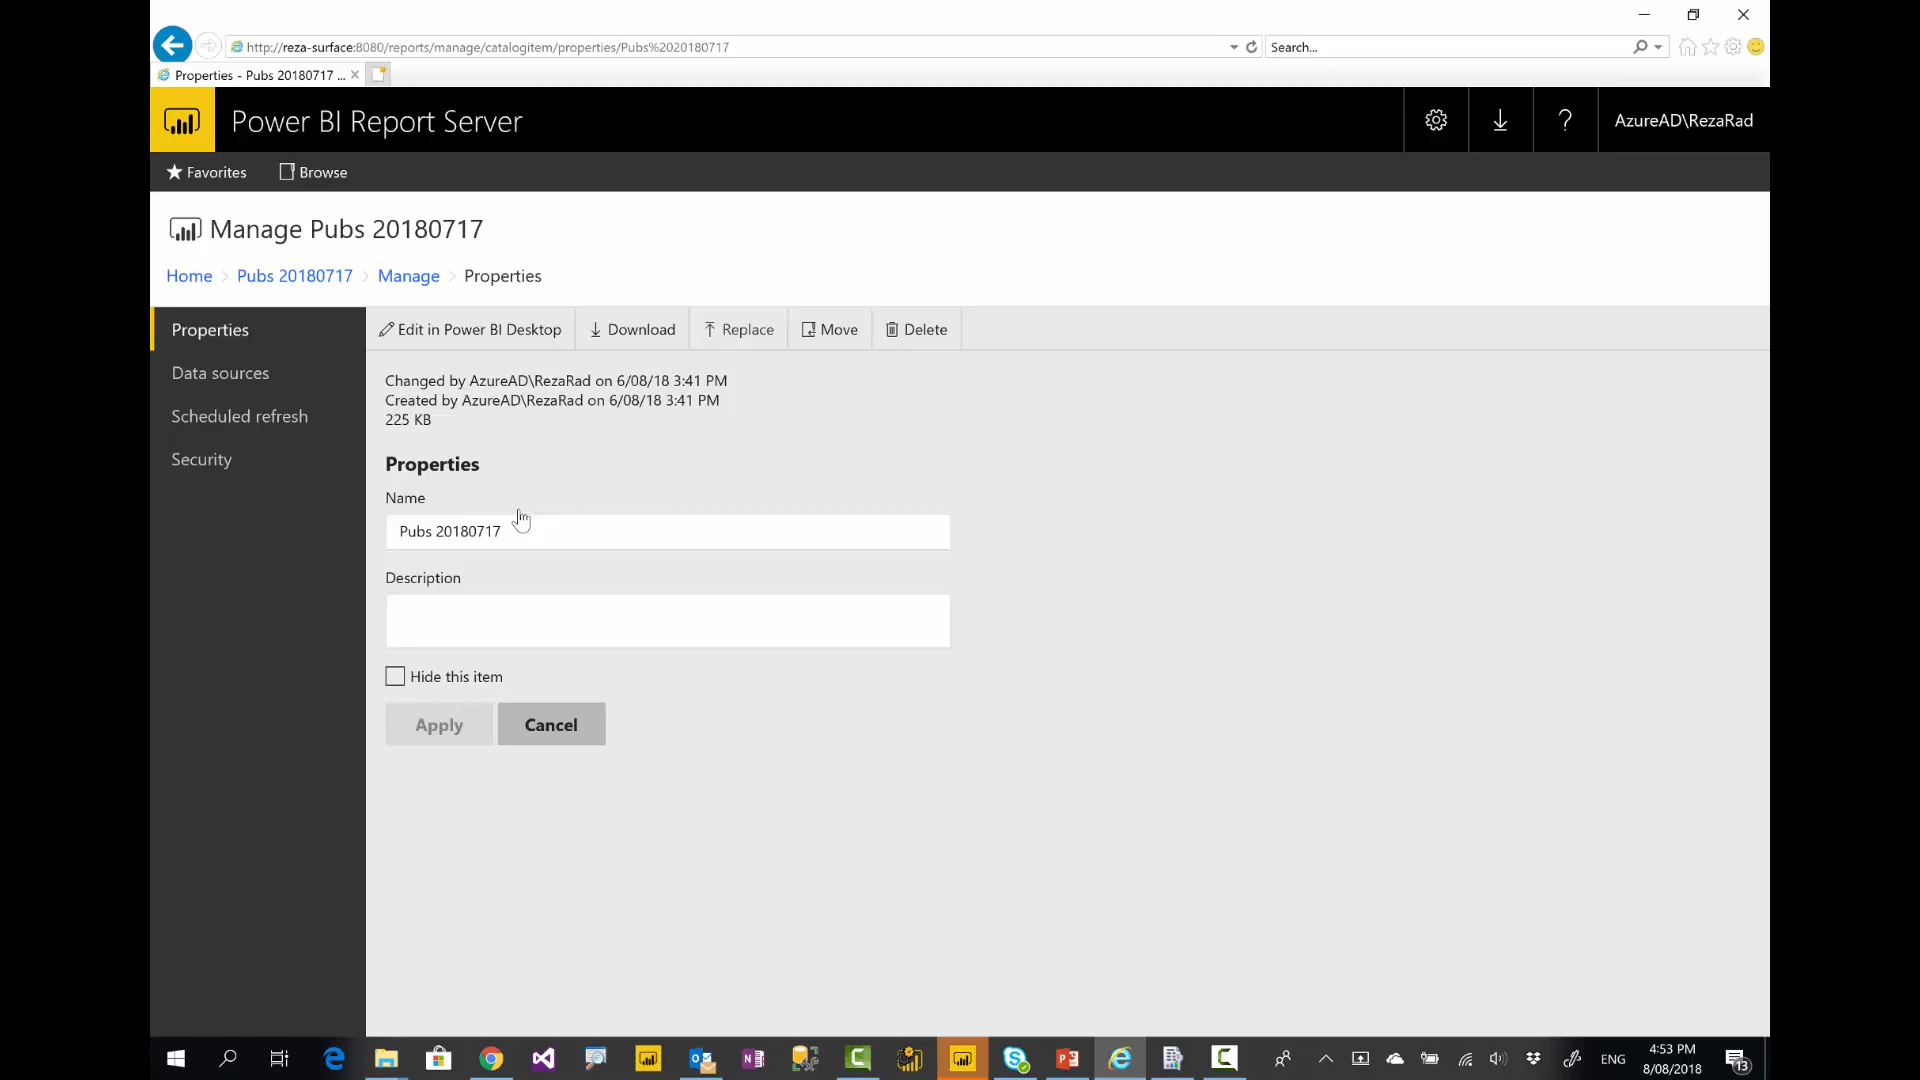 http://reza-surface:8080/reports/manage/catalogitem/properties/Pubs%2020180717
Search...
Properties - Pubs 20180717 ...
Power BI Report Server
AzureAD\RezaRad
Favorites
Browse
Manage Pubs 20180717
Home > Pubs 20180717 > Manage > Properties
Properties
Data sources
Scheduled refresh
Security
Edit in Power BI Desktop
Download
Replace
Move
Delete
Changed by AzureAD\RezaRad on 6/08/18 3:41 PM
Created by AzureAD\RezaRad on 6/08/18 3:41 PM
225 KB
Properties
Name
Pubs 20180717
Description
Hide this item
Apply
Cancel
ENG
4:53 PM
8/08/2018
13